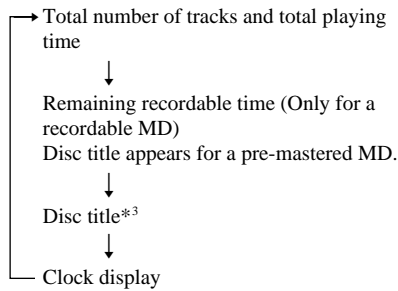 Total number of tracks and total playing
time
Remaining recordable time (Only for a
recordable MD)
Disc title appears for a pre-mastered MD.
Disc title*3
Clock display